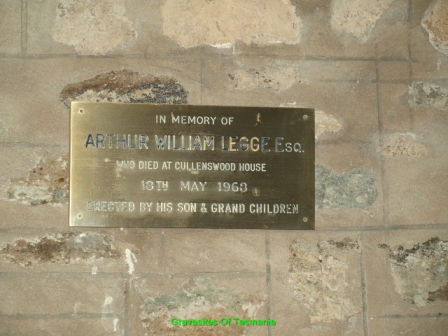 IN MEMORY OF
ARTHUR WILLIAM LEGGE ESQ.
WHO DIED AT CULLENSWOOD HOUSE
18TH MAY 1968
ERECTED BY HIS SON & GRAND CHILDREN
Gravesites Of Tasmania